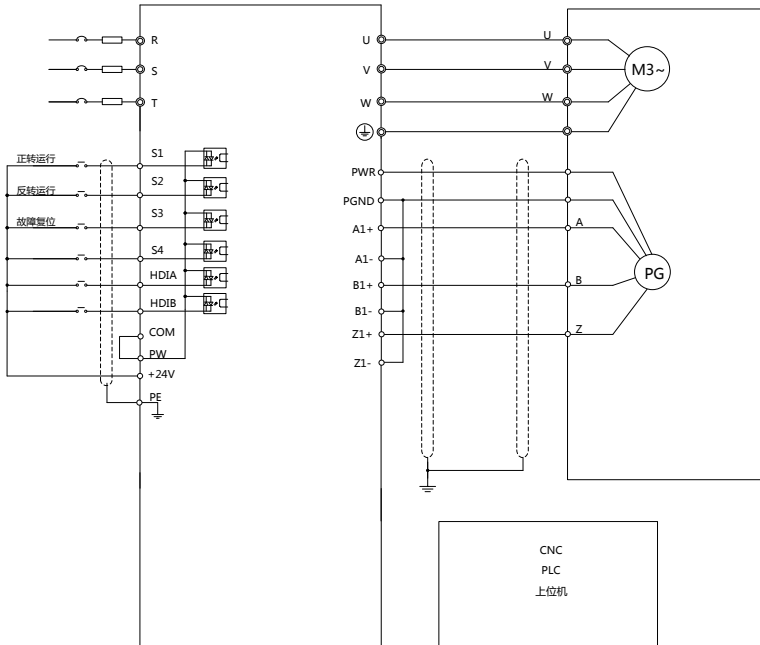 R
S
T
正转运行
S1
反转运行
S2
故障复位
S3
S4
HDIA
HDIB
COM
PW
+24V
PE
U
V
W
PWR
PGND
A1+
A1-
B1+
B1-
Z1+
Z1-
U
V
W
M3~
A
B
Z
PG
CNC
PLC
上位机